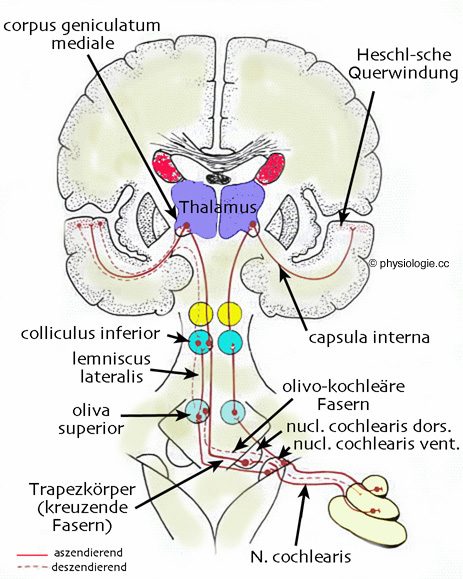 corpus geniculatum
mediale
Heschl-sche
Querwindung
Thalamus
© physiologie.cc
colliculus inferior
capsula interna
lemniscus
lateralis
olivo-kochleäre
Fasern
oliva
superior
nucl. cochlearis dors.
nucl. cochlearis vent.
Trapezkörper
(kreuzende
Fasern)
N. cochlearis
aszendierend
deszendierend